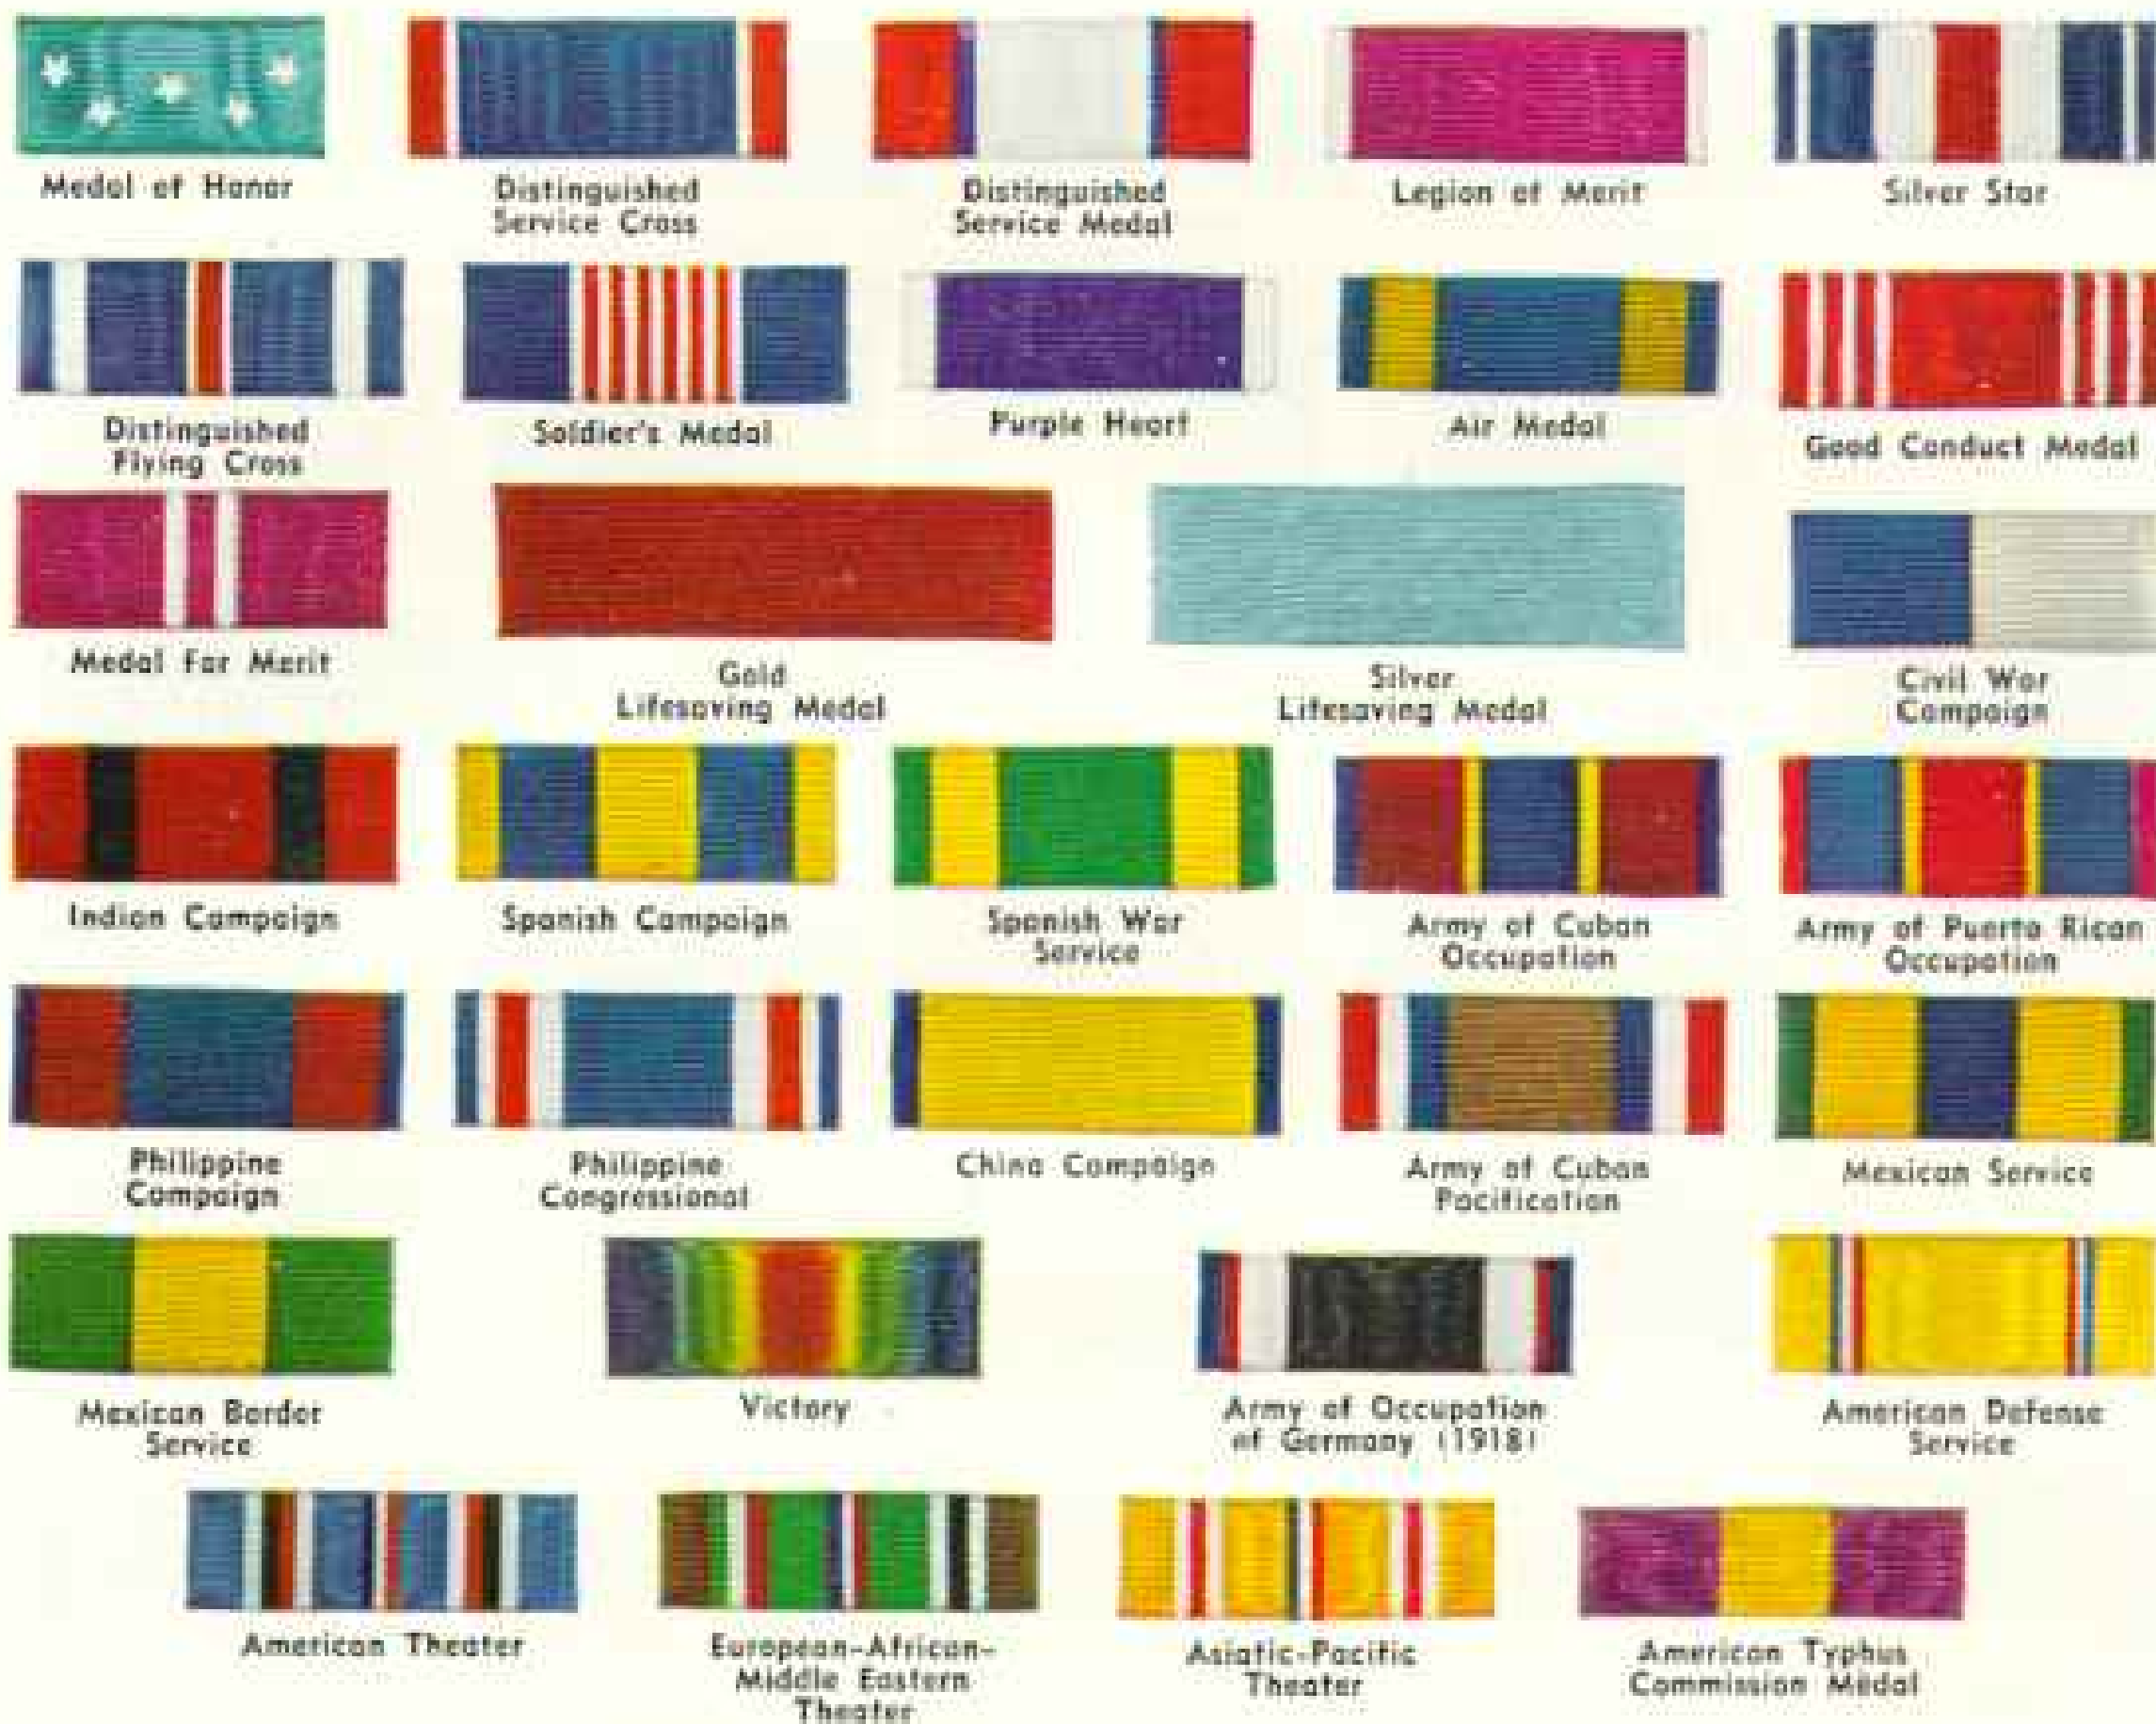 Medal of Honor
Distinguished
Service Cross
Distinguished
Service Medal
Legion of Merit
Silver Star
Distinguished
Flying Cross
Soldier's Medal
Purple Heart
Air Medal
Good Conduct Medal
Medal For Merit
Gold
Lifesaving Medal
Silver
Lifesaving Medal
Civil War
Campaign
Indian Campaign
Spanish Campaign
Spanish War
Service
Army of Cuban
Occupation
Army of Puerto Rican
Occupation
Philippine
Campaign
Philippine
Congressional
China Campaign
Army of Cuban
Pacification
Mexican Service
Mexican Border
Service
Victory
Army of Occupation
of Germany (1918)
American Defense
Service
American Theater
European-African-
Middle Eastern
Theater
Asiatic-Pacific
Theater
American Typhus
Commission Medal